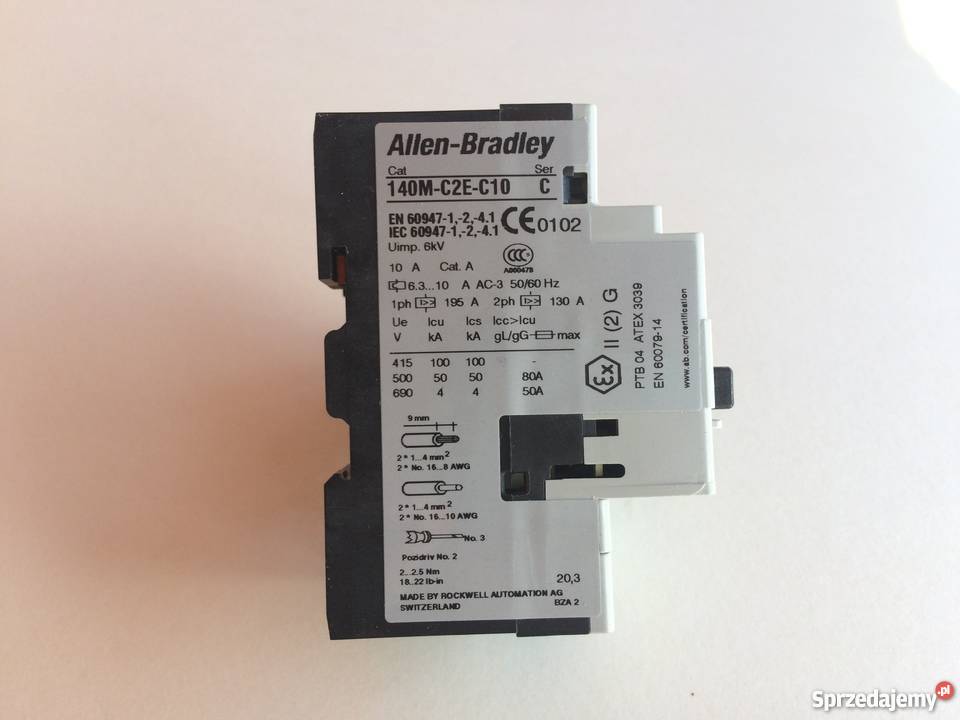 Allen-Bradley
Cat Ser
140M-C2E-C10 C
EN 60947-1,-2,-4.1
IEC 60947-1,-2,-4.1
CE 0102
Uimp. 6kV
CCC
A000478
10 A Cat. A
6.3...10 A AC-3 50/60 Hz
1ph I>> 195 A 2ph I>> 130 A
Ue Icu Ics Icc>Icu
V kA kA gL/gG max
415 100 100 -
500 50 50 80A
690 4 4 50A
9 mm
2 * 1...4 mm²
2 * No. 16...8 AWG
2 * 1...4 mm²
2 * No. 16...10 AWG
No. 3
Pozidriv No. 2
2...2.5 Nm
18...22 lb-in
20,3
MADE BY ROCKWELL AUTOMATION AG
SWITZERLAND BZA 2
Ex II (2) G
PTB 04 ATEX 3039
EN 60079-14
www.ab.com/certification
Sprzedajemy.pl